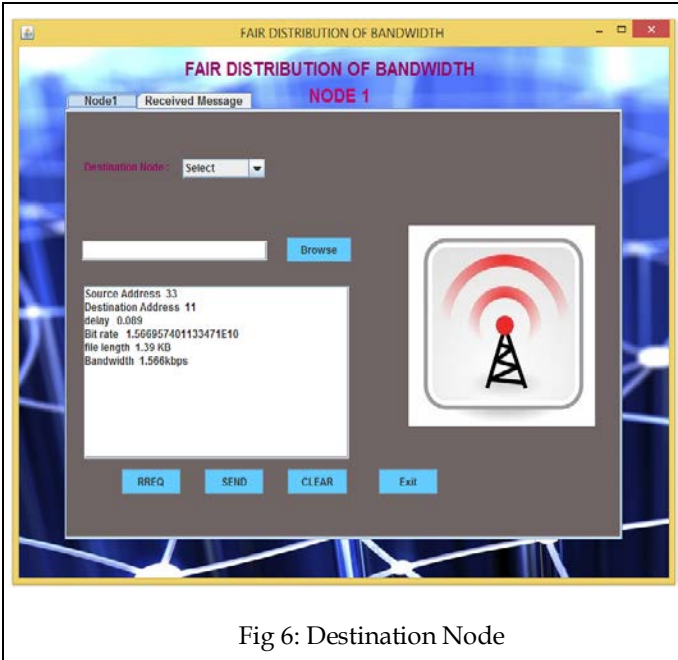 FAIR DISTRIBUTION OF BANDWIDTH
FAIR DISTRIBUTION OF BANDWIDTH
NODE 1
Node1 Received Message
Destination Node : Select
Browse
Source Address 33
Destination Address 11
delay 0.089
Bit rate 1.566957401133471E10
file length 1.39 KB
Bandwidth 1.566kbps
RREQ SEND CLEAR Exit
Fig 6: Destination Node